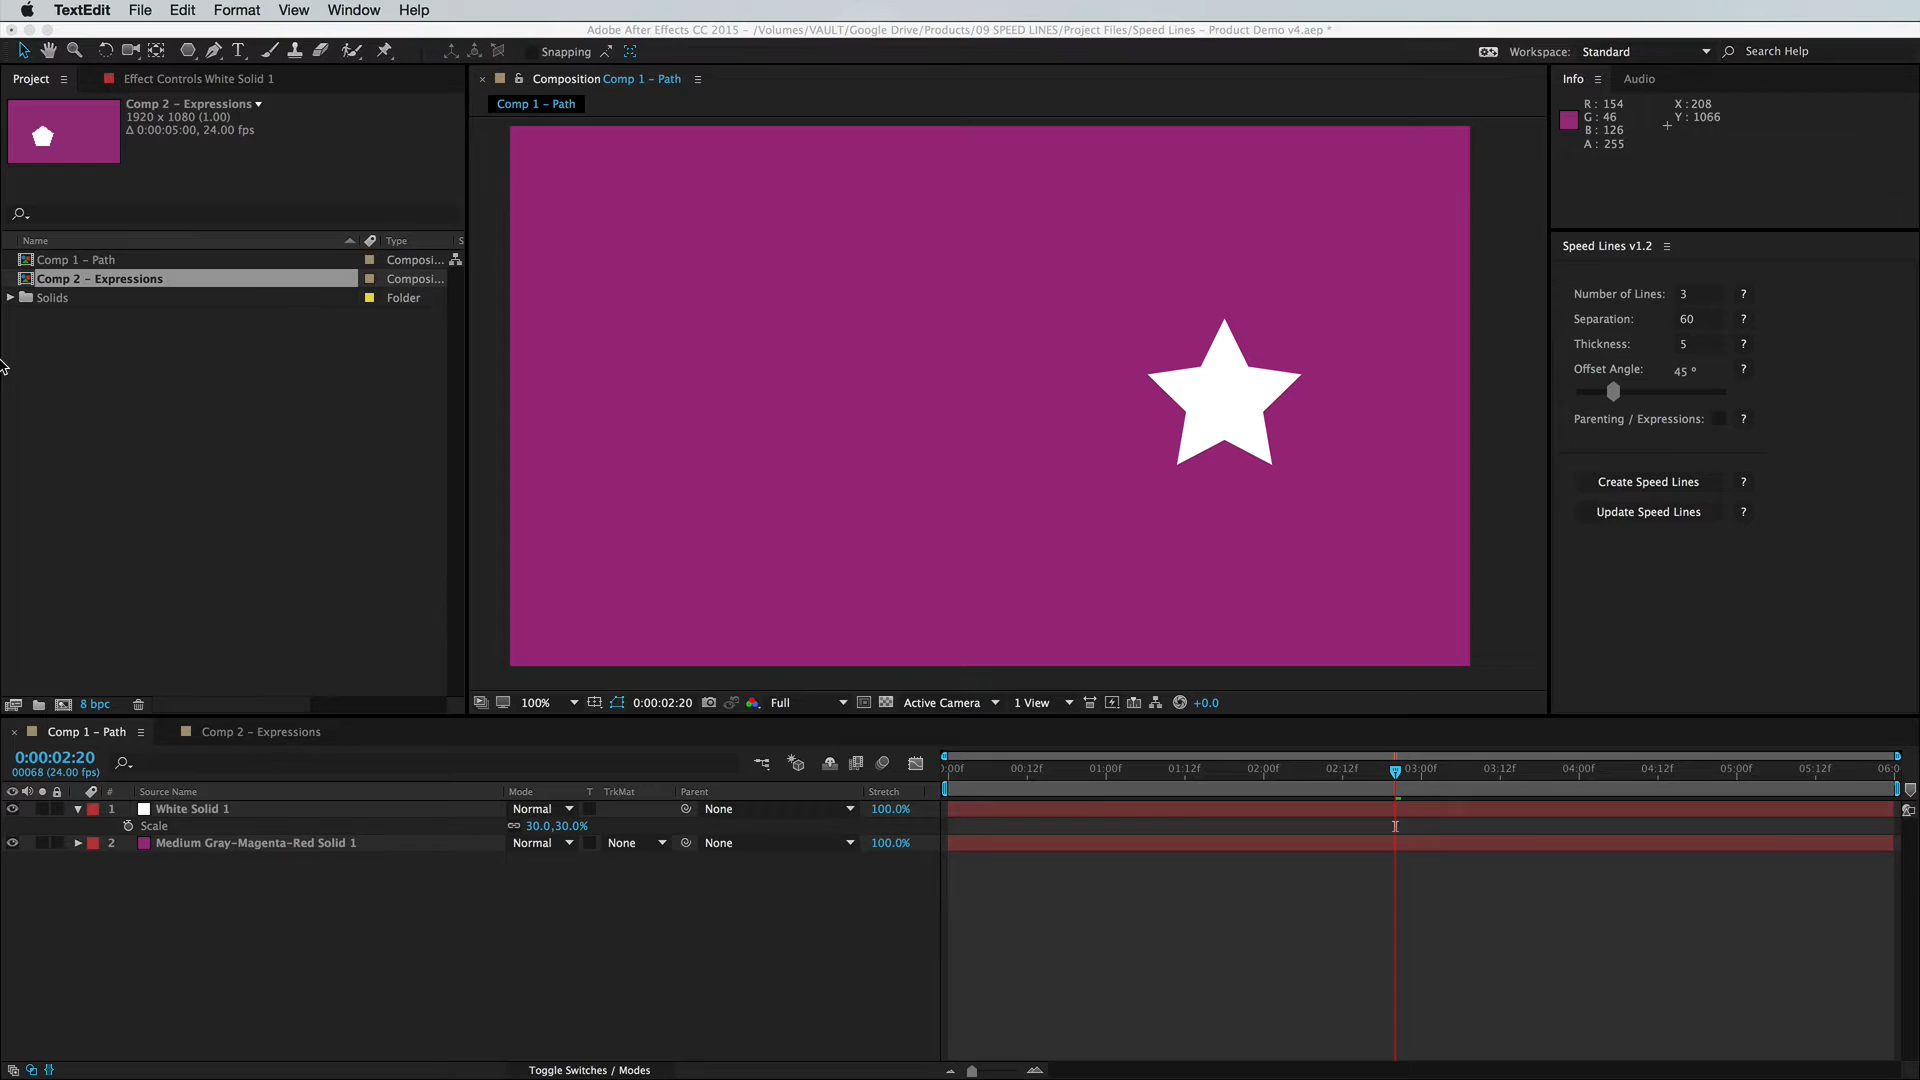 TextEdit File Edit Format View Window Help
Adobe After Effects CC 2015 - /Volumes/VAULT/Google Drive/Products/09 SPEED LINES/Project Files/Speed Lines - Product Demo v4.aep *
Snapping
Workspace: Standard
Search Help
Project
Effect Controls White Solid 1
Composition Comp 1 - Path
Info
Audio
Comp 2 - Expressions
1920 x 1080 (1.00)
Δ 0:00:05:00, 24.00 fps
Comp 1 - Path
R : 154
G : 46
B : 126
A : 255
X : 208
Y : 1066
Name Type S
Comp 1 - Path Composi...
Comp 2 - Expressions Composi...
Solids Folder
Speed Lines v1.2
Number of Lines: 3 ?
Separation: 60 ?
Thickness: 5 ?
Offset Angle: 45 º ?
Parenting / Expressions: ?
Create Speed Lines ?
Update Speed Lines ?
8 bpc
100% 0:00:02:20 Full Active Camera 1 View +0.0
Comp 1 - Path
Comp 2 - Expressions
0:00:02:20
00068 (24.00 fps)
:00f 00:12f 01:00f 01:12f 02:00f 02:12f 03:00f 03:12f 04:00f 04:12f 05:00f 05:12f 06:0
# Source Name Mode T TrkMat Parent Stretch
1 White Solid 1 Normal None 100.0%
Scale 30.0,30.0%
2 Medium Gray-Magenta-Red Solid 1 Normal None None 100.0%
Toggle Switches / Modes